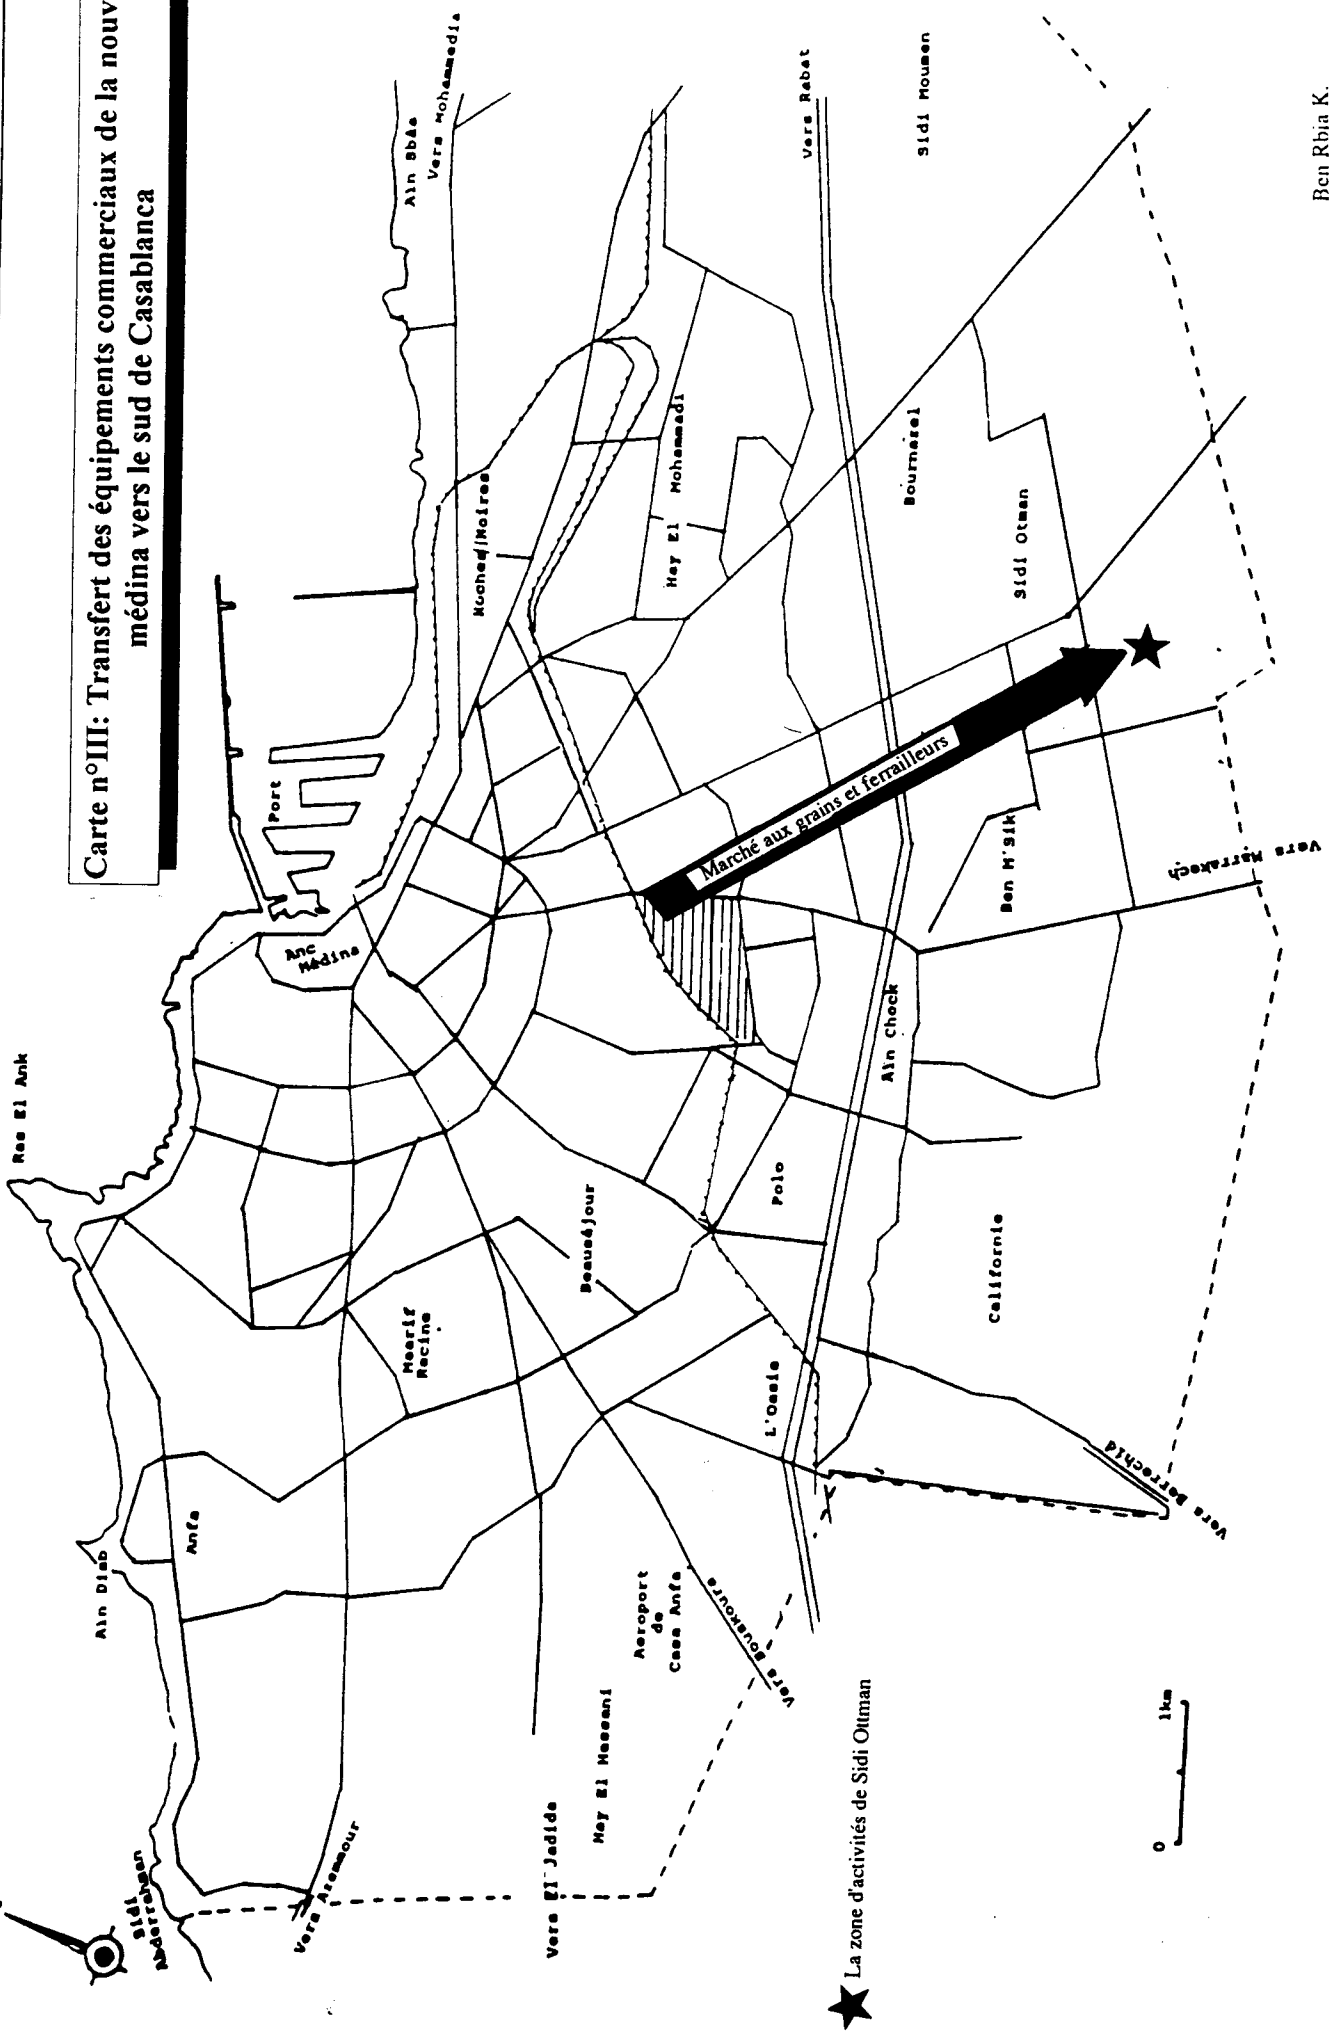 Carte n°III: Transfert des équipements commerciaux de la nouv
médina vers le sud de Casablanca
Ras El Ank
Port
Ain Sbâa
Vers Mohammedia
Anc
Médina
Roches Noires
Ain Diab
Anfa
Sidi
Abderrahman
Vers Azemmour
Maarif
Racine
Beauséjour
Hay El Mohammadi
Vers Rabat
Sidi Moumen
Bournazel
Sidi Otman
Marché aux grains et ferrailleurs
Ben M'Sik
Vers Marrakech
Aïn Chock
Polo
Californie
L'Oasis
Vers Berrechid
Aeroport
de
Casa Anfa
Vers Bouskoura
Hay El Hassani
Vers El Jadida
La zone d'activités de Sidi Ottman
0 1km
Ben Rbia K.